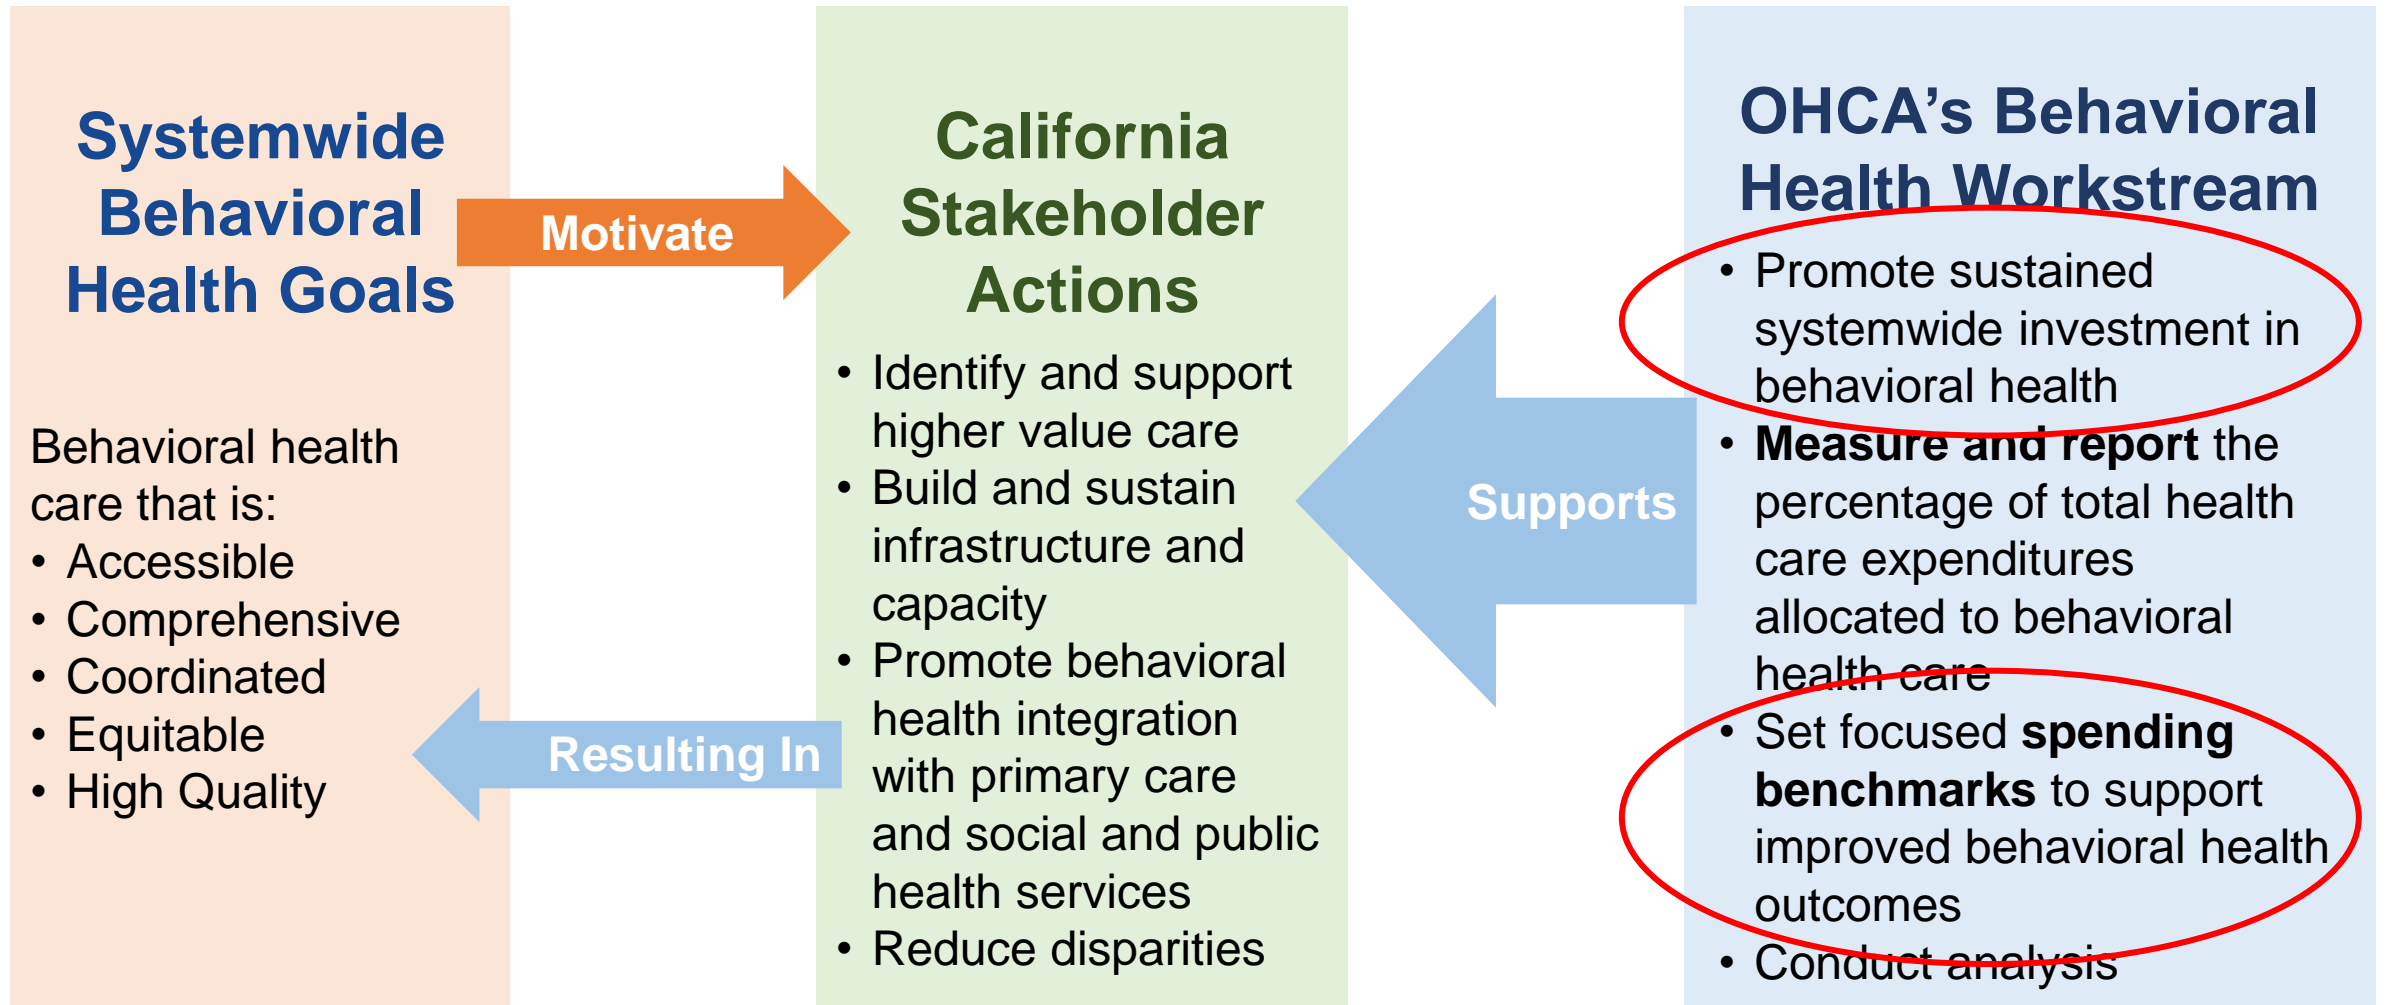 Systemwide
Behavioral
Health Goals
Behavioral health
care that is:
• Accessible
• Comprehensive
• Coordinated
• Equitable
• High Quality
Motivate
Resulting In
California
Stakeholder
Actions
• Identify and support
higher value care
• Build and sustain
infrastructure and
capacity
• Promote behavioral
health integration
with primary care
and social and public
health services
• Reduce disparities
Supports
OHCA’s Behavioral
Health Workstream
• Promote sustained
systemwide investment in
behavioral health
• Measure and report the
percentage of total health
care expenditures
allocated to behavioral
health care
• Set focused spending
benchmarks to support
improved behavioral health
outcomes
• Conduct analysis